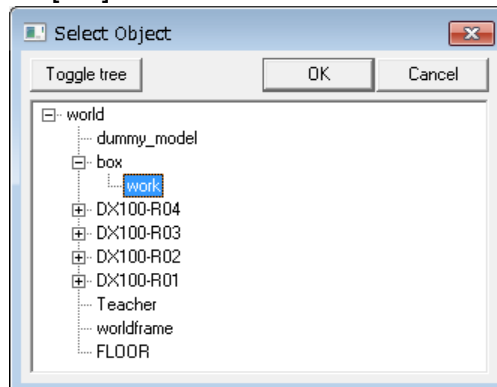 Select Object
Toggle tree OK Cancel
world
dummy_model
box
work
DX100-R04
DX100-R03
DX100-R02
DX100-R01
Teacher
worldframe
FLOOR